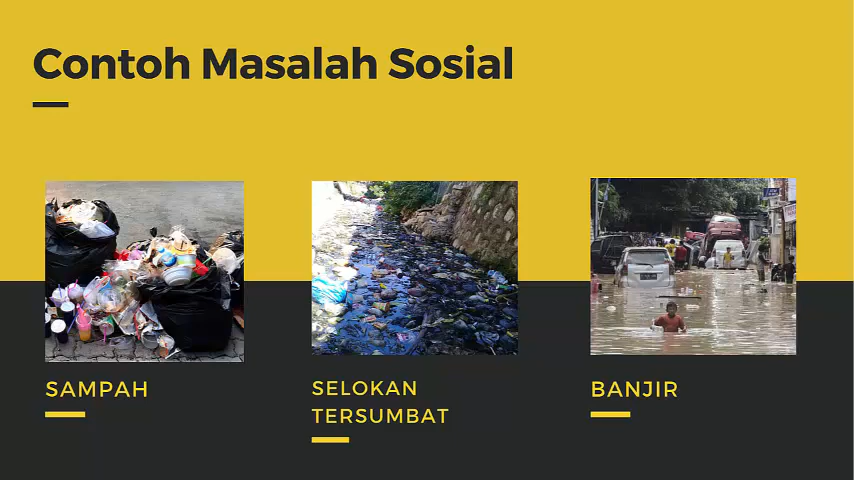 Contoh Masalah Sosial
SAMPAH
SELOKAN
TERSUMBAT
BANJIR